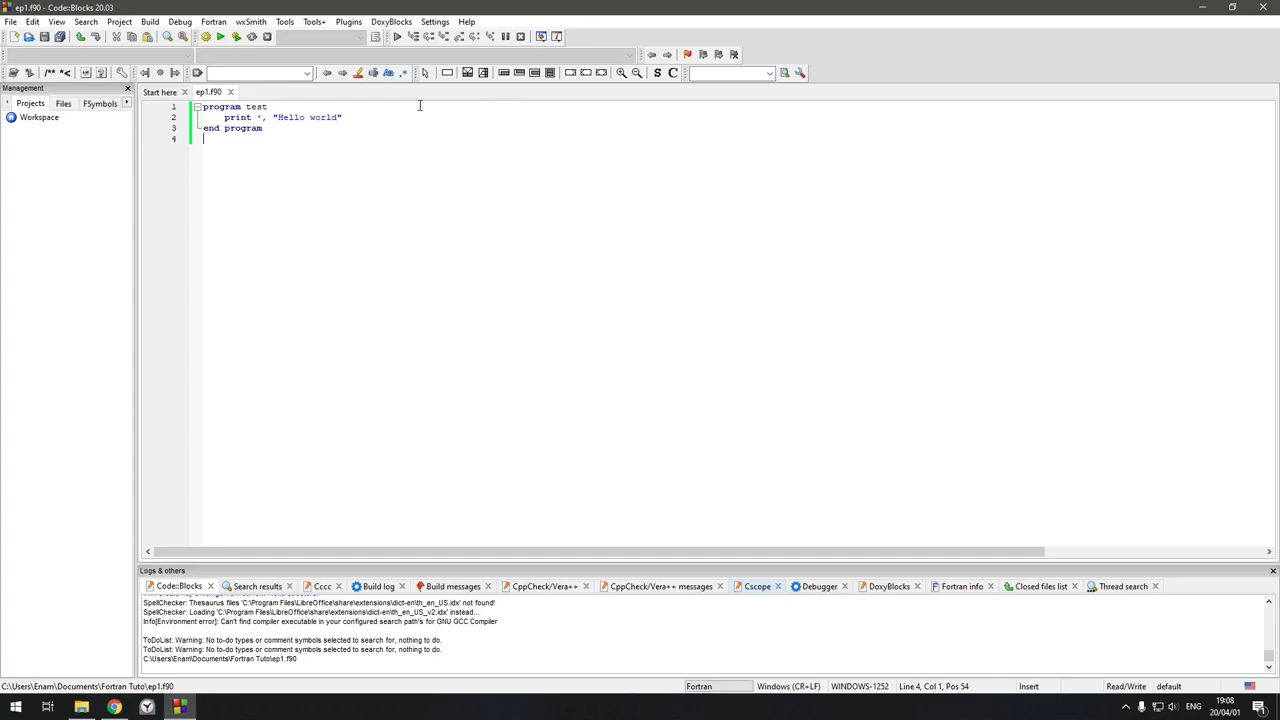 ep1.f90 - Code::Blocks 20.03
File Edit View Search Project Build Debug Fortran wxSmith Tools Tools+ Plugins DoxyBlocks Settings Help
/** *<
S C
Management
Start here ep1.f90
Projects Files FSymbols
Workspace
1 program test
2 print *, "Hello world"
3 end program
4
Logs & others
Code::Blocks Search results Cccc Build log Build messages CppCheck/Vera++ CppCheck/Vera++ messages Cscope Debugger DoxyBlocks Fortran info Closed files list Thread search
SpellChecker: Thesaurus files 'C:\Program Files\LibreOffice\share\extensions\dict-en\th_en_US.idx' not found!
SpellChecker: Loading 'C:\Program Files\LibreOffice\share\extensions\dict-en\th_en_US_v2.idx' instead...
Info[Environment error]: Can't find compiler executable in your configured search path's for GNU GCC Compiler
ToDoList: Warning: No to-do types or comment symbols selected to search for, nothing to do.
ToDoList: Warning: No to-do types or comment symbols selected to search for, nothing to do.
C:\Users\Enam\Documents\Fortran Tuto\ep1.f90
C:\Users\Enam\Documents\Fortran Tuto\ep1.f90 Fortran Windows (CR+LF) WINDOWS-1252 Line 4, Col 1, Pos 54 Insert Read/Write default
19:08
ENG
20/04/01